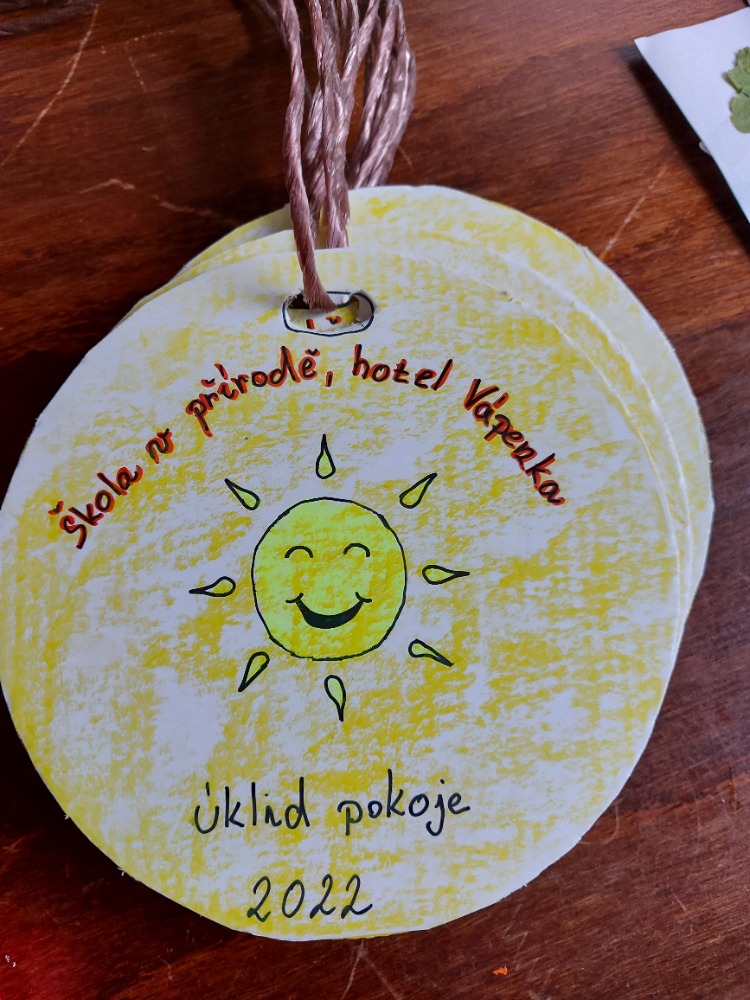 Škola v přírodě, hotel Vápenka
úklid pokoje
2022